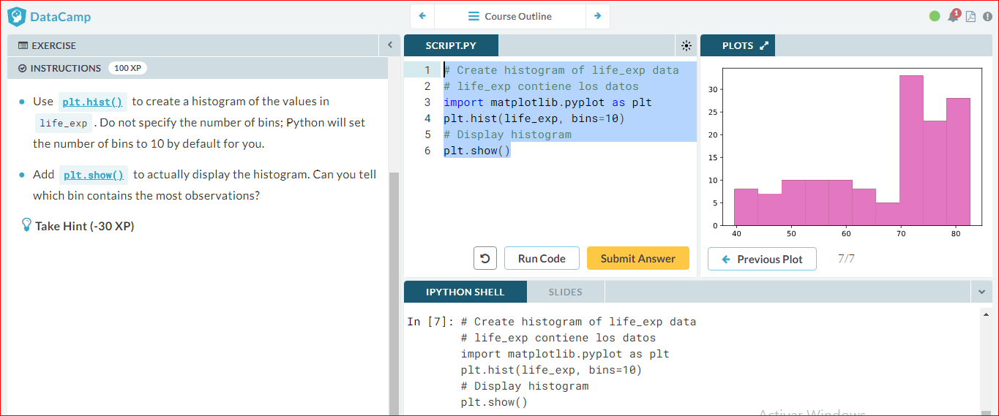 DataCamp
Course Outline
1
EXERCISE
INSTRUCTIONS 100 XP
Use plt.hist() to create a histogram of the values in
life_exp . Do not specify the number of bins; Python will set
the number of bins to 10 by default for you.
Add plt.show() to actually display the histogram. Can you tell
which bin contains the most observations?
Take Hint (-30 XP)
SCRIPT.PY
1 # Create histogram of life_exp data
2 # life_exp contiene los datos
3 import matplotlib.pyplot as plt
4 plt.hist(life_exp, bins=10)
5 # Display histogram
6 plt.show()
Run Code
Submit Answer
PLOTS
30
25
20
15
10
5
0
40 50 60 70 80
Previous Plot
7/7
IPYTHON SHELL
SLIDES
In [7]: # Create histogram of life_exp data
# life_exp contiene los datos
import matplotlib.pyplot as plt
plt.hist(life_exp, bins=10)
# Display histogram
plt.show()
Activar Windows